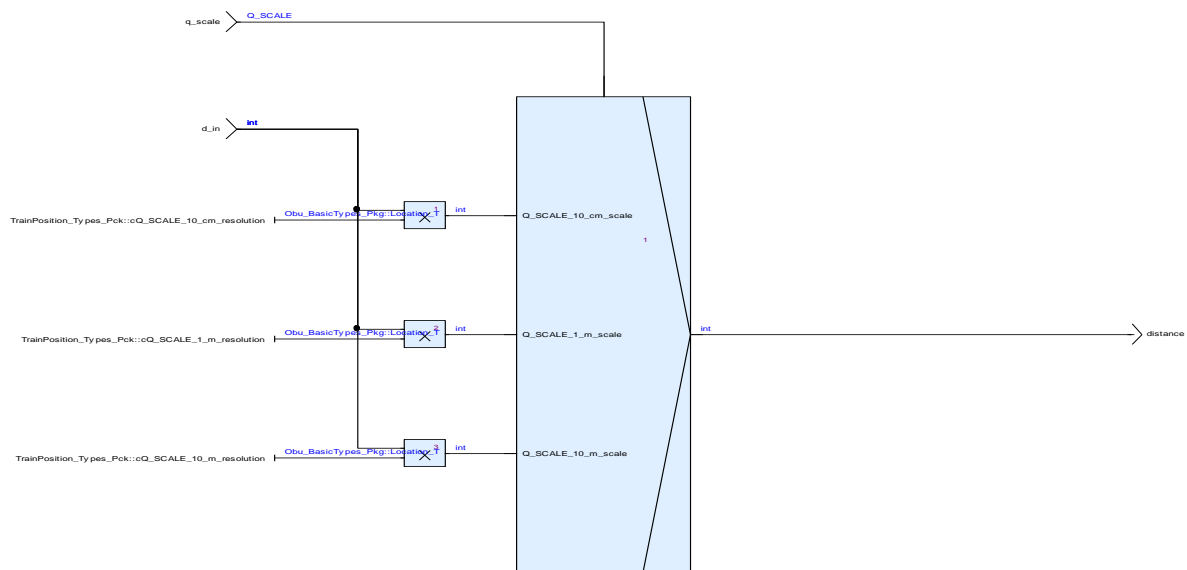 q_scale
Q_SCALE
d_in
int
TrainPosition_Types_Pck::cQ_SCALE_10_cm_resolution
Obu_BasicTypes_Pkg::Location_T
1
int
Q_SCALE_10_cm_scale
1
TrainPosition_Types_Pck::cQ_SCALE_1_m_resolution
Obu_BasicTypes_Pkg::Location_T
2
int
Q_SCALE_1_m_scale
int
distance
TrainPosition_Types_Pck::cQ_SCALE_10_m_resolution
Obu_BasicTypes_Pkg::Location_T
3
int
Q_SCALE_10_m_scale